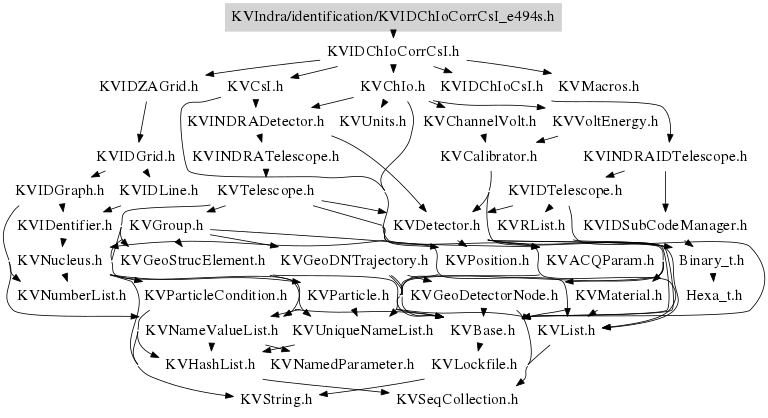 KVIndra/identification/KVIDChIoCorrCsI_e494s.h
KVIDChIoCorrCsI.h
KVIDZAGrid.h KVCsI.h KVChIo.h KVIDChIoCsI.h KVMacros.h
KVINDRADetector.h KVUnits.h KVChannelVolt.h KVVoltEnergy.h
KVIDGrid.h KVINDRATelescope.h KVCalibrator.h KVINDRAIDTelescope.h
KVIDGraph.h KVIDLine.h KVTelescope.h KVIDTelescope.h
KVIDentifier.h KVGroup.h KVDetector.h KVRList.h KVIDSubCodeManager.h
KVNucleus.h KVGeoStrucElement.h KVGeoDNTrajectory.h KVPosition.h KVACQParam.h Binary_t.h
KVNumberList.h KVParticleCondition.h KVParticle.h KVGeoDetectorNode.h KVMaterial.h Hexa_t.h
KVNameValueList.h KVUniqueNameList.h KVBase.h KVList.h
KVHashList.h KVNamedParameter.h KVLockfile.h
KVString.h KVSeqCollection.h